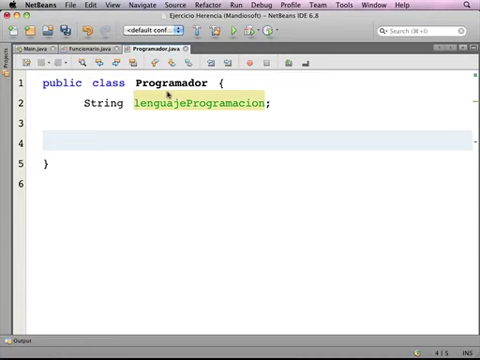 NetBeans File Edit View Navigate Source Refactor Run Debug Profile Team Tools Window Help
Ejercicio Herencia (Mandiosoft) - NetBeans IDE 6.8
<default conf... Search (⌘+I)
Main.java Funcionario.java Programador.java
Projects
1 public class Programador {
2 String lenguajeProgramacion;
3
4
5 }
6
Output
4 | 5 INS